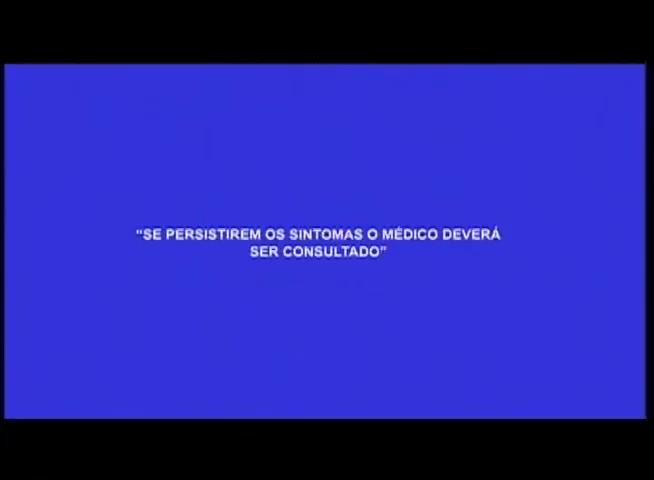 “SE PERSISTIREM OS SINTOMAS O MÉDICO DEVERÁ
SER CONSULTADO”